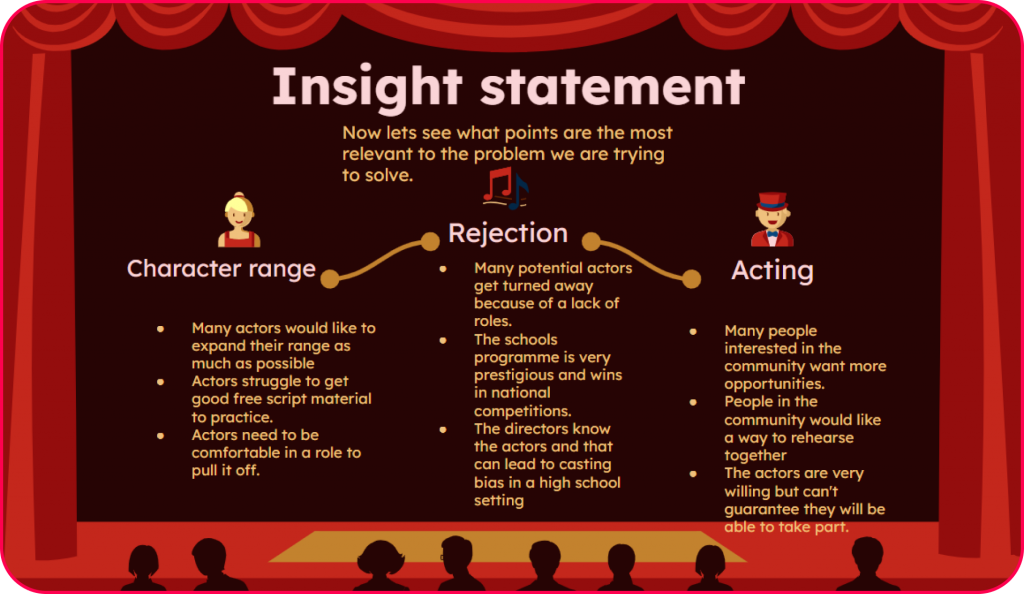 Insight statement
Now lets see what points are the most
relevant to the problem we are trying
to solve.
Character range
● Many actors would like to
expand their range as
much as possible
● Actors struggle to get
good free script material
to practice.
● Actors need to be
comfortable in a role to
pull it off.
Rejection
● Many potential actors
get turned away
because of a lack of
roles.
● The schools
programme is very
prestigious and wins
in national
competitions.
● The directors know
the actors and that
can lead to casting
bias in a high school
setting
Acting
● Many people
interested in the
community want more
opportunities.
● People in the
community would like
a way to rehearse
together
● The actors are very
willing but can't
guarantee they will be
able to take part.